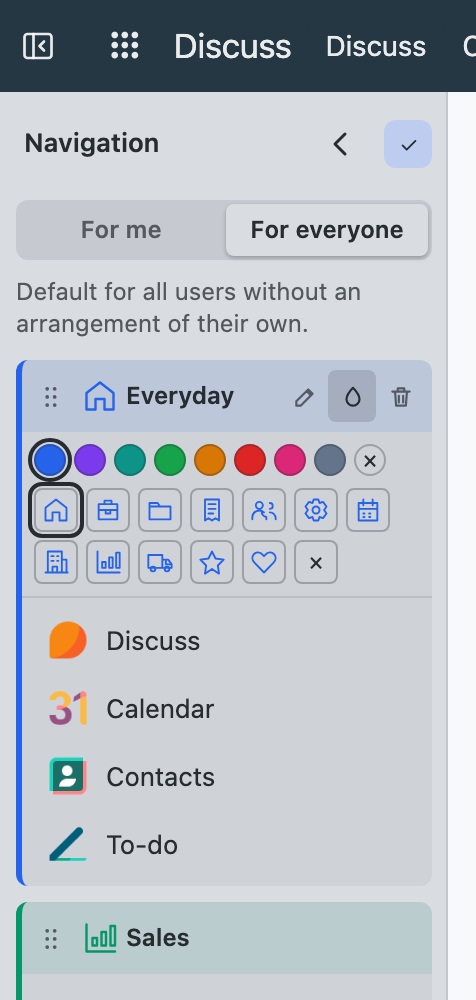 Discuss Discuss
Navigation
For me For everyone
Default for all users without an
arrangement of their own.
Everyday
Discuss
31 Calendar
Contacts
To-do
Sales